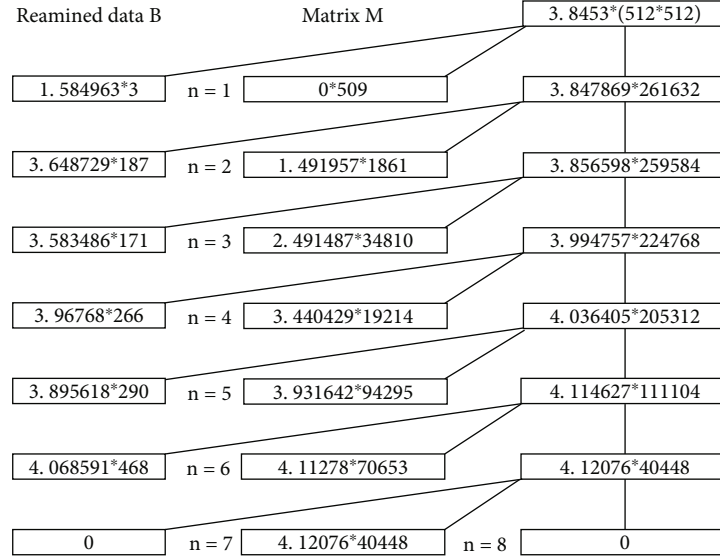 Reamined data B Matrix M 3. 8453*(512*512)
1. 584963*3 n = 1 0*509 3. 847869*261632
3. 648729*187 n = 2 1. 491957*1861 3. 856598*259584
3. 583486*171 n = 3 2. 491487*34810 3. 994757*224768
3. 96768*266 n = 4 3. 440429*19214 4. 036405*205312
3. 895618*290 n = 5 3. 931642*94295 4. 114627*111104
4. 068591*468 n = 6 4. 11278*70653 4. 12076*40448
0 n = 7 4. 12076*40448 n = 8 0